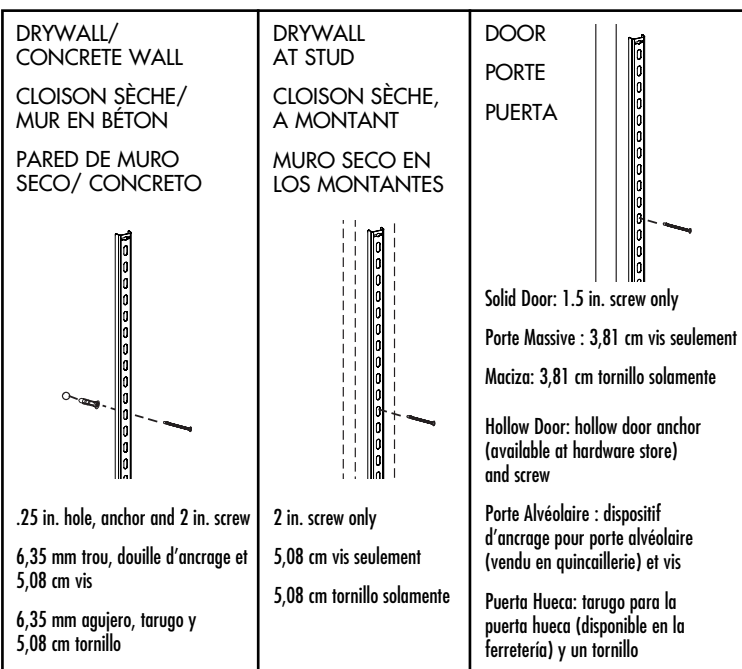 DRYWALL/
CONCRETE WALL
CLOISON SÈCHE/
MUR EN BÉTON
PARED DE MURO
SECO/ CONCRETO
.25 in. hole, anchor and 2 in. screw
6,35 mm trou, douille d'ancrage et
5,08 cm vis
6,35 mm agujero, tarugo y
5,08 cm tornillo
DRYWALL
AT STUD
CLOISON SÈCHE,
A MONTANT
MURO SECO EN
LOS MONTANTES
2 in. screw only
5,08 cm vis seulement
5,08 cm tornillo solamente
DOOR
PORTE
PUERTA
Solid Door: 1.5 in. screw only
Porte Massive : 3,81 cm vis seulement
Maciza: 3,81 cm tornillo solamente
Hollow Door: hollow door anchor
(available at hardware store)
and screw
Porte Alvéolaire : dispositif
d'ancrage pour porte alvéolaire
(vendu en quincaillerie) et vis
Puerta Hueca: tarugo para la
puerta hueca (disponible en la
ferretería) y un tornillo